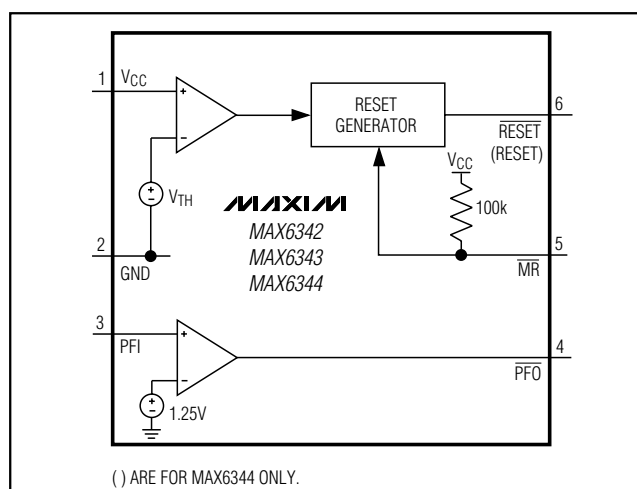 1 VCC
RESET
GENERATOR
6
RESET
(RESET)
VCC
100k
VTH
MAXIM
MAX6342
MAX6343
MAX6344
2
GND
5
MR
3
PFI
4
PFO
1.25V
+
−
+
−
+
−
+
−
( ) ARE FOR MAX6344 ONLY.